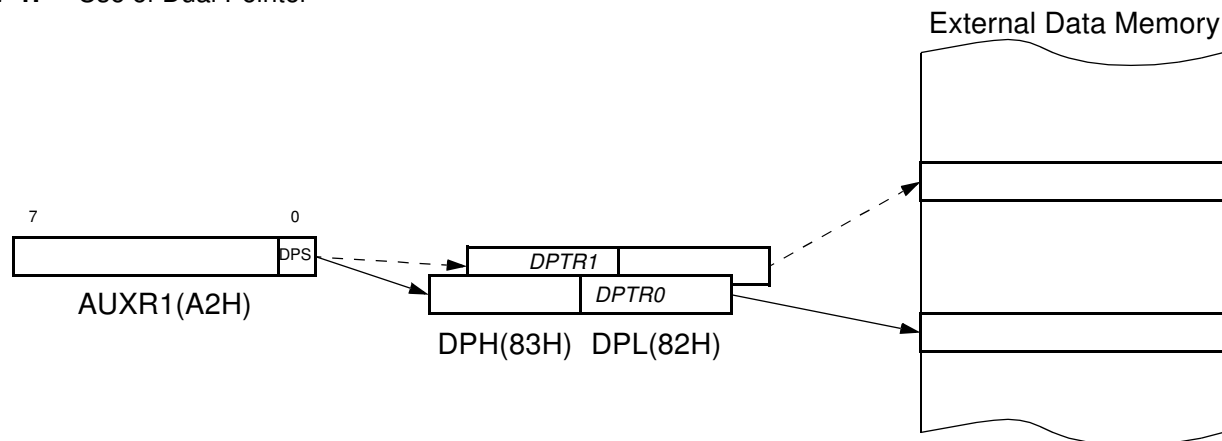 Use of Dual Pointer
External Data Memory
7 0
DPS
DPTR1
DPTR0
AUXR1(A2H)
DPH(83H) DPL(82H)